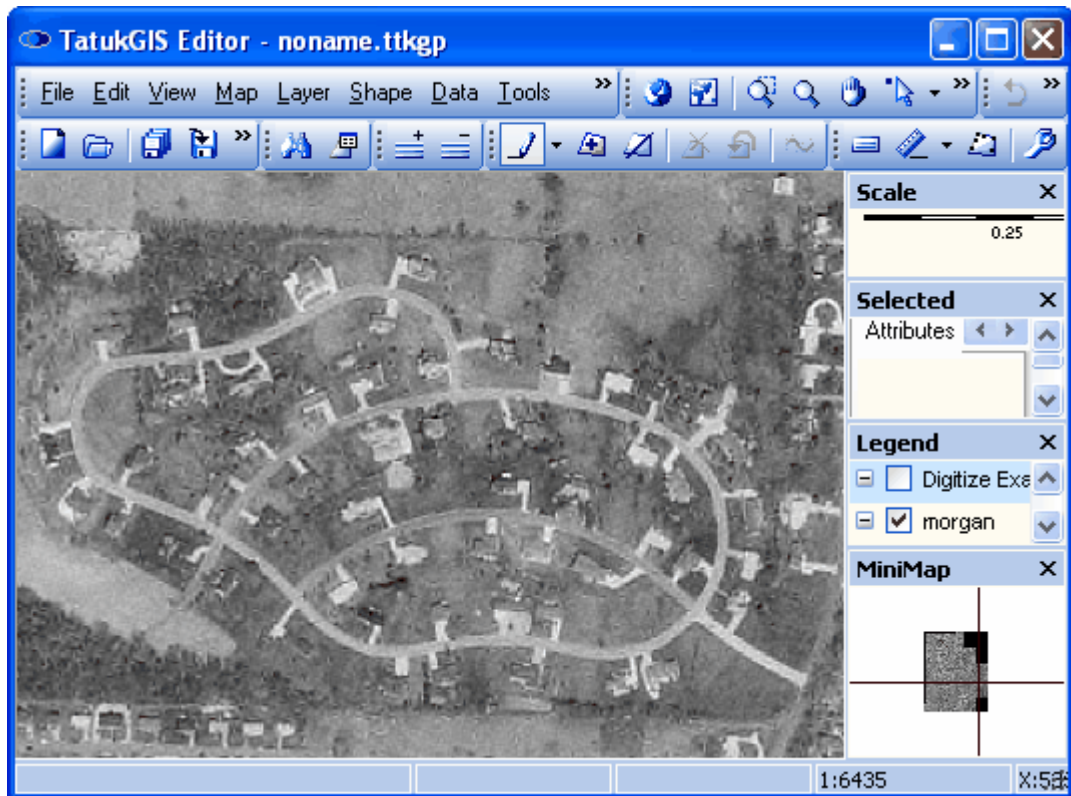 TatukGIS Editor - noname.ttkgp
File Edit View Map Layer Shape Data Tools
Scale
0.25
Selected
Attributes
Legend
Digitize Exa
morgan
MiniMap
1:6435 X:5